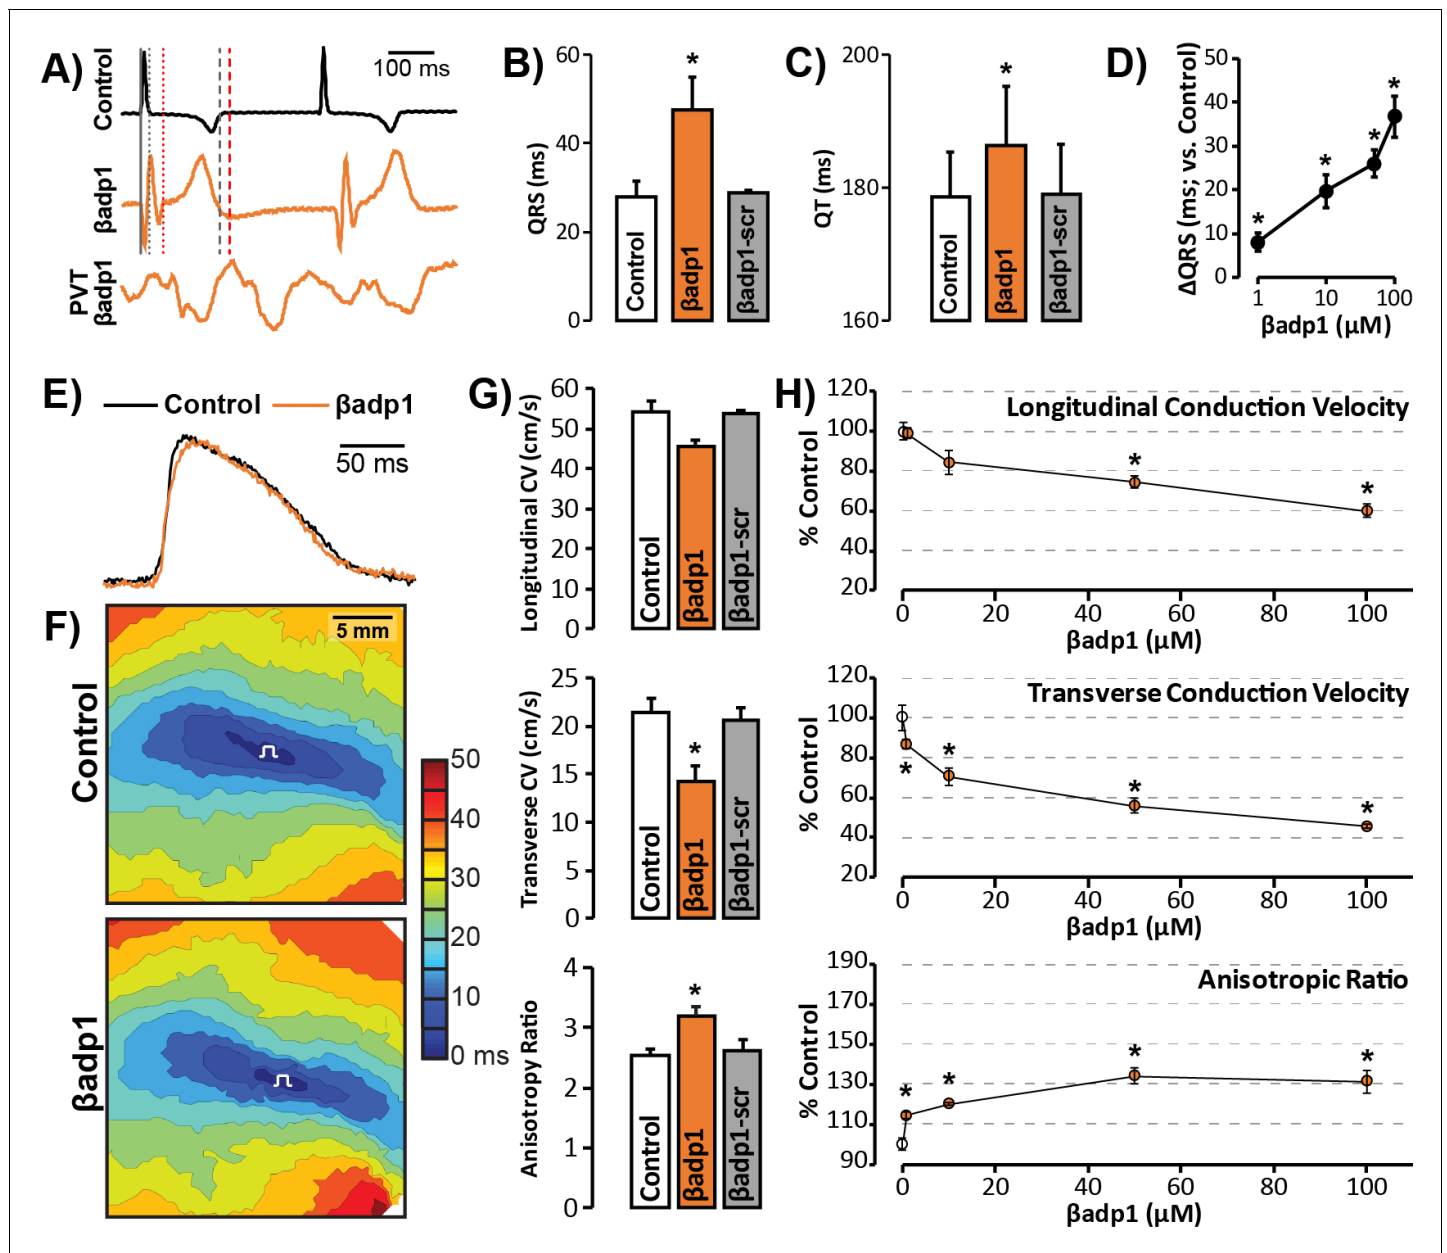 A)
Control
βadp1
PVT
βadp1
100 ms
B)
QRS (ms)
60
40
20
0
*
Control
βadp1
βadp1-scr
C)
QT (ms)
200
180
160
*
Control
βadp1
βadp1-scr
D)
ΔQRS (ms; vs. Control)
50
40
30
20
10
0
*
*
*
*
1
10
100
βadp1 (μM)
E)
Control
βadp1
50 ms
F)
Control
5 mm
βadp1
50
40
30
20
10
0 ms
G)
Longitudinal CV (cm/s)
60
50
40
30
20
10
0
Control
βadp1
βadp1-scr
Transverse CV (cm/s)
25
20
15
10
5
0
*
Control
βadp1
βadp1-scr
Anisotropy Ratio
4
3
2
1
0
*
Control
βadp1
βadp1-scr
H)
Longitudinal Conduction Velocity
% Control
120
100
80
60
40
20
*
*
0 20 40 60 80 100
βadp1 (μM)
Transverse Conduction Velocity
% Control
120
100
80
60
40
20
*
*
*
*
0 20 40 60 80 100
βadp1 (μM)
Anisotropic Ratio
% Control
190
170
150
130
110
90
*
*
*
*
0 20 40 60 80 100
βadp1 (μM)